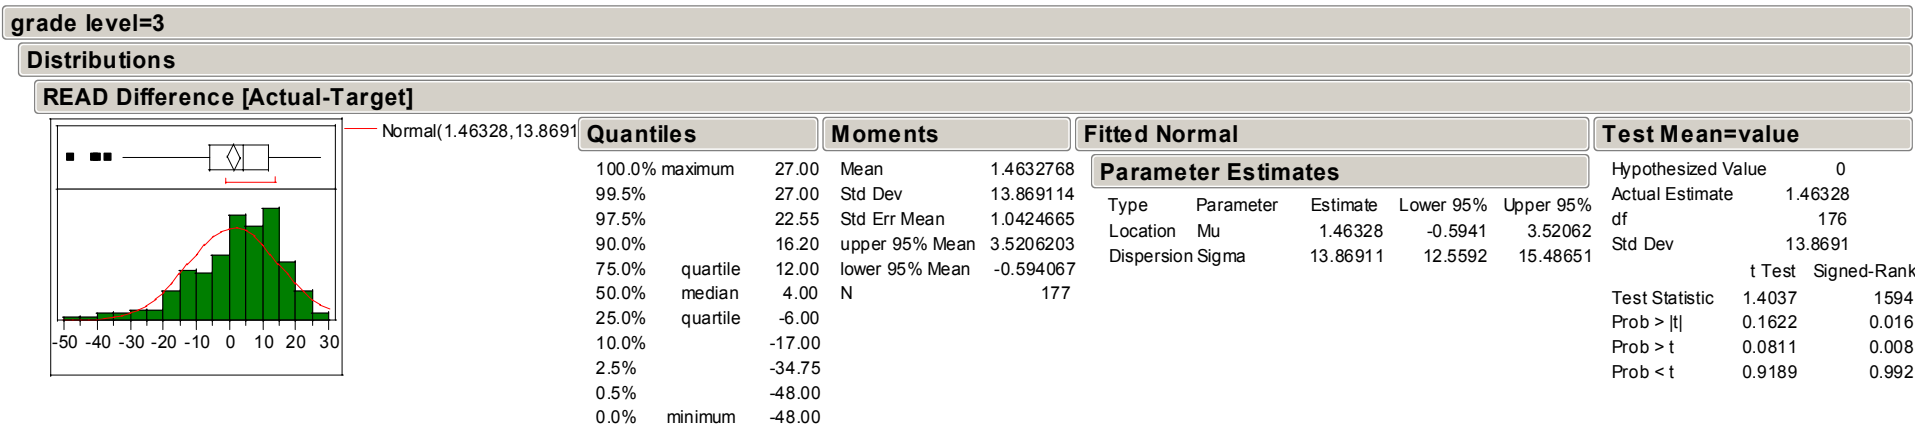 grade level=3
Distributions
READ Difference [Actual-Target]
Normal(1.46328,13.8691
-50 -40 -30 -20 -10 0 10 20 30
Quantiles
100.0% maximum 27.00
99.5% 27.00
97.5% 22.55
90.0% 16.20
75.0% quartile 12.00
50.0% median 4.00
25.0% quartile -6.00
10.0% -17.00
2.5% -34.75
0.5% -48.00
0.0% minimum -48.00
Moments
Mean 1.4632768
Std Dev 13.869114
Std Err Mean 1.0424665
upper 95% Mean 3.5206203
lower 95% Mean -0.594067
N 177
Fitted Normal
Parameter Estimates
Type Parameter Estimate Lower 95% Upper 95%
Location Mu 1.46328 -0.5941 3.52062
Dispersion Sigma 13.86911 12.5592 15.48651
Test Mean=value
Hypothesized Value 0
Actual Estimate 1.46328
df 176
Std Dev 13.8691
t Test Signed-Rank
Test Statistic 1.4037 1594
Prob > |t| 0.1622 0.016
Prob > t 0.0811 0.008
Prob < t 0.9189 0.992